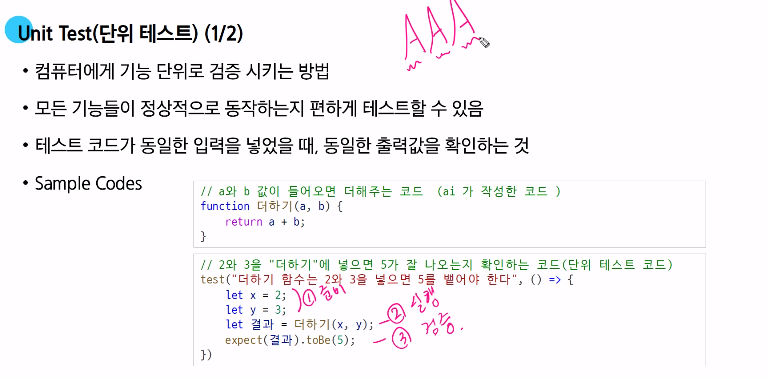 Unit Test(단위 테스트) (1/2)
AAA
• 컴퓨터에게 기능 단위로 검증 시키는 방법
• 모든 기능들이 정상적으로 동작하는지 편하게 테스트할 수 있음
• 테스트 코드가 동일한 입력을 넣었을 때, 동일한 출력값을 확인하는 것
• Sample Codes
// a와 b 값이 들어오면 더해주는 코드 (ai 가 작성한 코드 )
function 더하기(a, b) {
return a + b;
}
// 2와 3을 "더하기"에 넣으면 5가 잘 나오는지 확인하는 코드(단위 테스트 코드)
test("더하기 함수는 2와 3을 넣으면 5를 뱉어야 한다", () => {
let x = 2; ① 준비
let y = 3;
let 결과 = 더하기(x, y); ② 실행
expect(결과).toBe(5); ③ 검증.
})